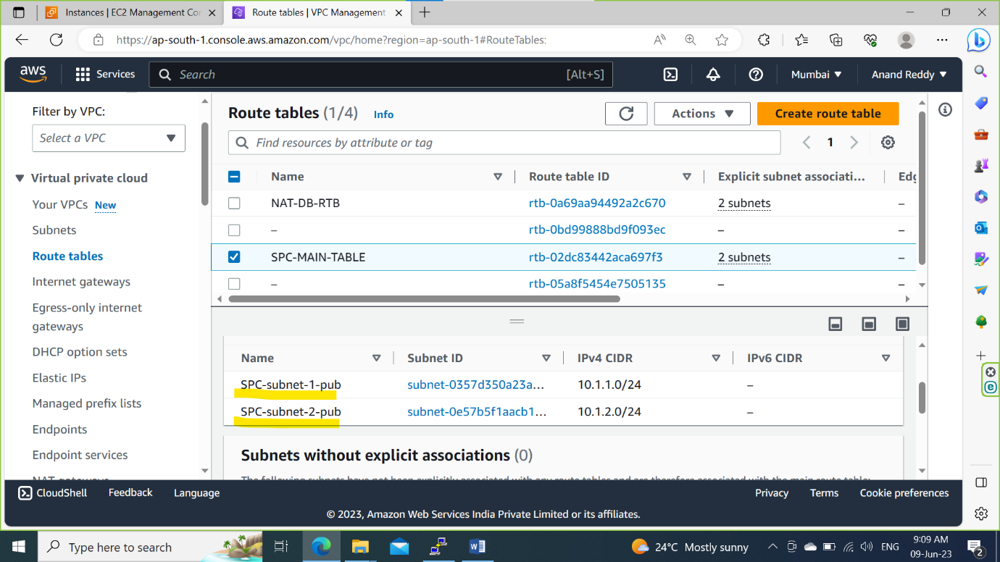 Instances | EC2 Management Co
Route tables | VPC Management
https://ap-south-1.console.aws.amazon.com/vpc/home?region=ap-south-1#RouteTables:
aws
Services
Search
[Alt+S]
Mumbai
Anand Reddy
Filter by VPC:
Select a VPC
Virtual private cloud
Your VPCs New
Subnets
Route tables
Internet gateways
Egress-only internet
gateways
DHCP option sets
Elastic IPs
Managed prefix lists
Endpoints
Endpoint services
NAT gateways
Route tables (1/4) Info
Actions
Create route table
Find resources by attribute or tag
1
Name Route table ID Explicit subnet associati... Edg
NAT-DB-RTB rtb-0a69aa94492a2c670 2 subnets –
– rtb-0bd99888bd9f093ec – –
SPC-MAIN-TABLE rtb-02dc83442aca697f3 2 subnets –
– rtb-05a8f5454e7505135 – –
Name Subnet ID IPv4 CIDR IPv6 CIDR
SPC-subnet-1-pub subnet-0357d350a23a... 10.1.1.0/24 –
SPC-subnet-2-pub subnet-0e57b5f1aacb1... 10.1.2.0/24 –
Subnets without explicit associations (0)
The following subnets have not been explicitly associated with any route tables and are therefore associated with the main route table:
CloudShell Feedback Language
Privacy Terms Cookie preferences
© 2023, Amazon Web Services India Private Limited or its affiliates.
Type here to search
24°C Mostly sunny
ENG
9:09 AM
09-Jun-23
2